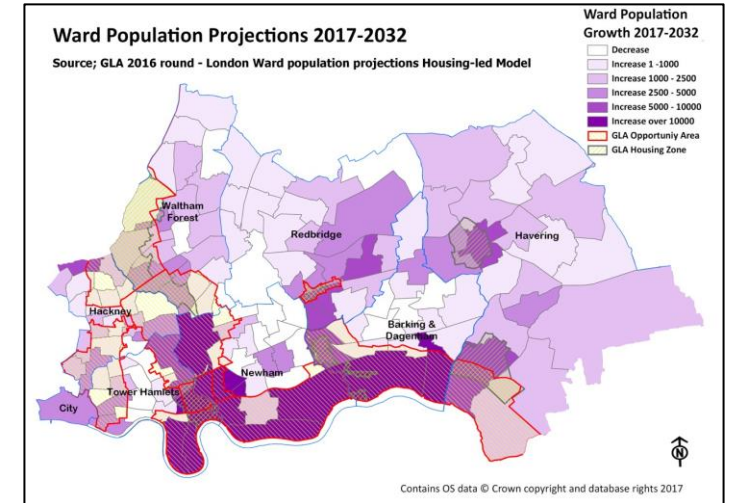 Ward Population Projections 2017-2032
Source; GLA 2016 round - London Ward population projections Housing-led Model
Ward Population
Growth 2017-2032
Decrease
Increase 1 -1000
Increase 1000 - 2500
Increase 2500 - 5000
Increase 5000 - 10000
Increase over 10000
GLA Opportuniy Area
GLA Housing Zone
Waltham
Forest
Redbridge
Havering
Hackney
Barking &
Dagenham
Newham
Tower Hamlets
City
N
Contains OS data © Crown copyright and database rights 2017